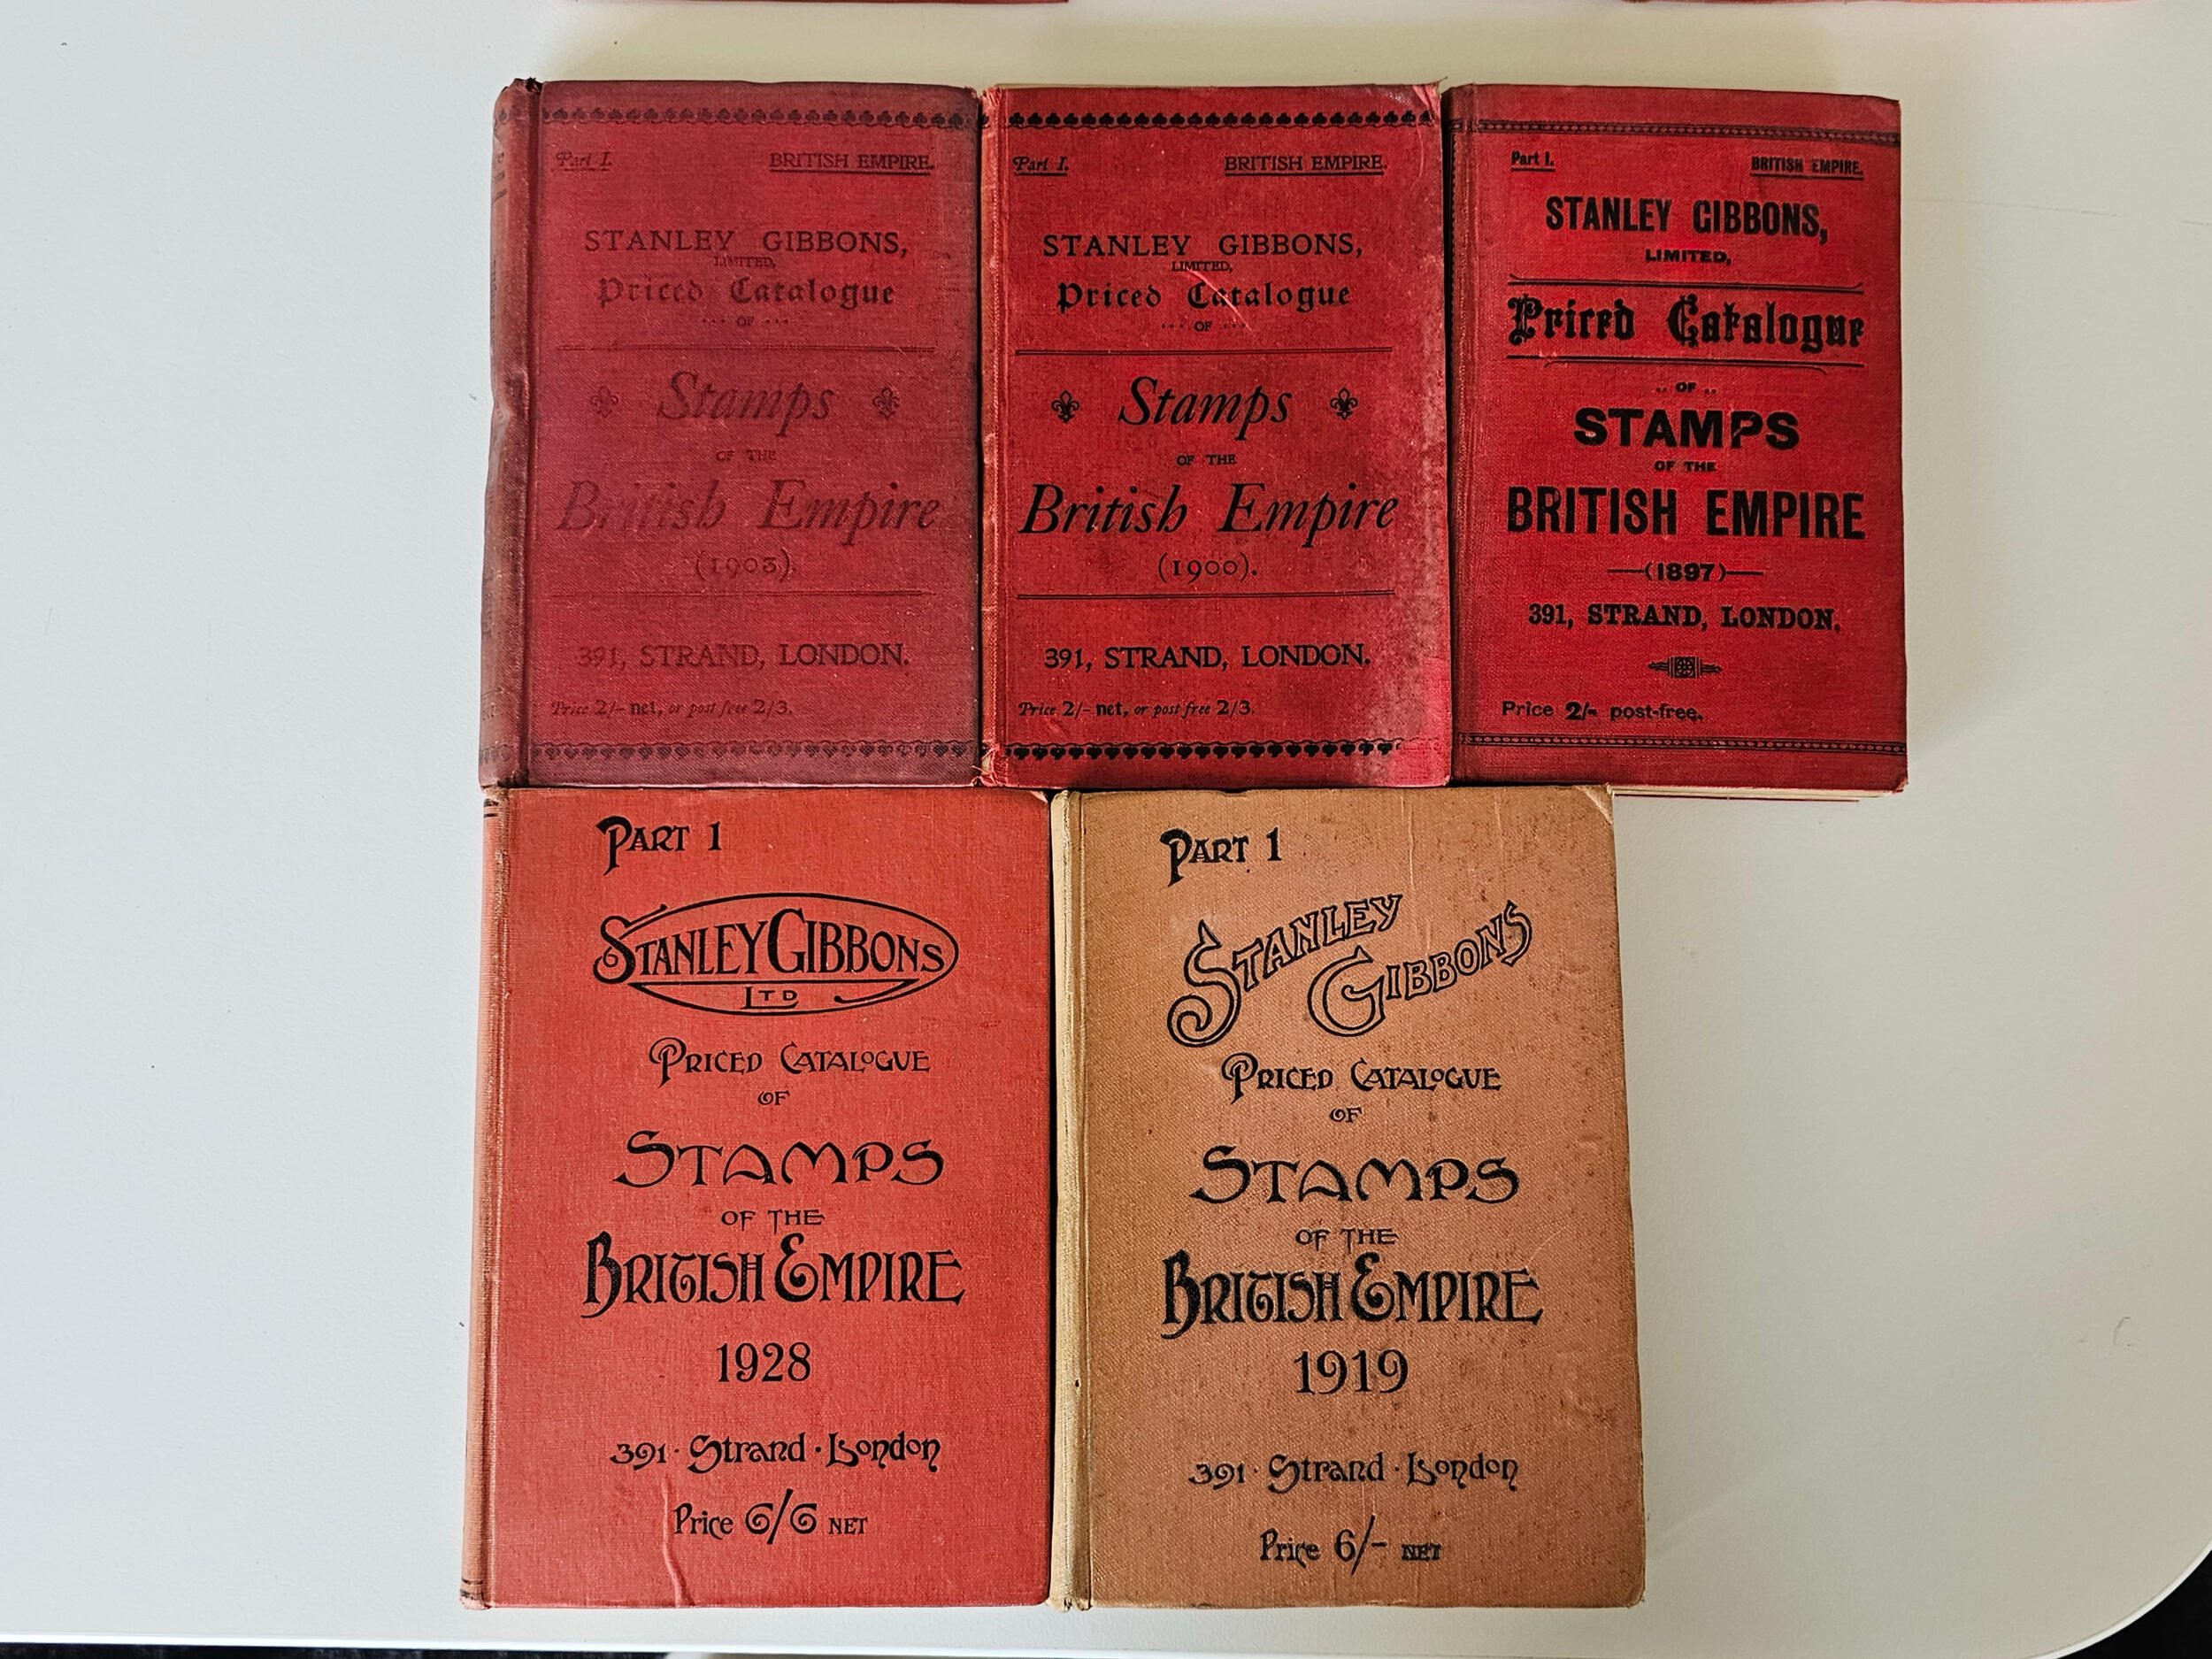 Part I. BRITISH EMPIRE.
STANLEY GIBBONS,
LIMITED,
Priced Catalogue
... OF ...
Stamps
OF THE
British Empire
(1903).
391, STRAND, LONDON.
Price 2/- net, or post free 2/3.
Part I. BRITISH EMPIRE.
STANLEY GIBBONS,
LIMITED,
Priced Catalogue
... OF ...
Stamps
OF THE
British Empire
(1900).
391, STRAND, LONDON.
Price 2/- net, or post free 2/3.
Part I. BRITISH EMPIRE.
STANLEY GIBBONS,
LIMITED,
Priced Catalogue
.. OF ..
STAMPS
OF THE
BRITISH EMPIRE
—(1897)—
391, STRAND, LONDON.
Price 2/- post-free.
PART 1
STANLEY GIBBONS
LTD
PRICED CATALOGUE
OF
STAMPS
OF THE
BRITISH EMPIRE
1928
391 · Strand · London
Price 6/6 NET
PART 1
STANLEY
GIBBONS
PRICED CATALOGUE
OF
STAMPS
OF THE
BRITISH EMPIRE
1919
391 · Strand · London
Price 6/- NET